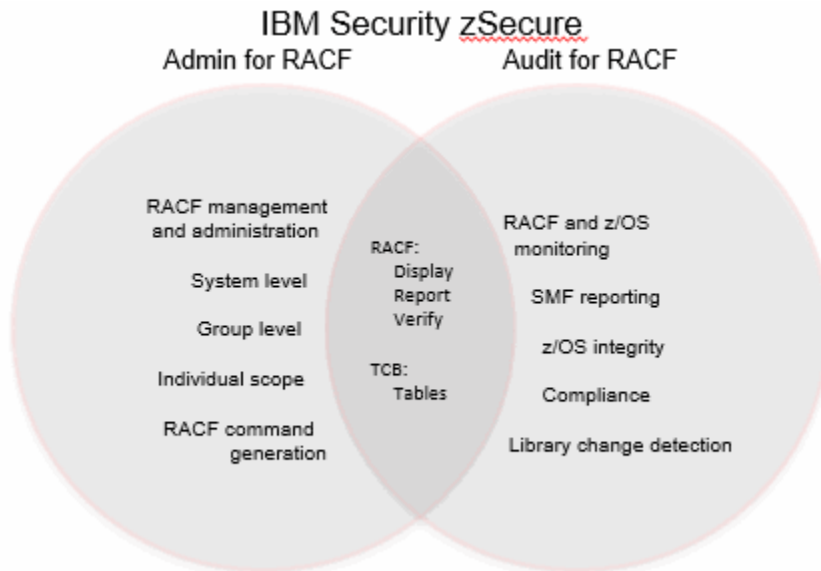 IBM Security zSecure
Admin for RACF
Audit for RACF
RACF management
and administration
System level
Group level
Individual scope
RACF command
generation
RACF:
Display
Report
Verify
TCB:
Tables
RACF and z/OS
monitoring
SMF reporting
z/OS integrity
Compliance
Library change detection